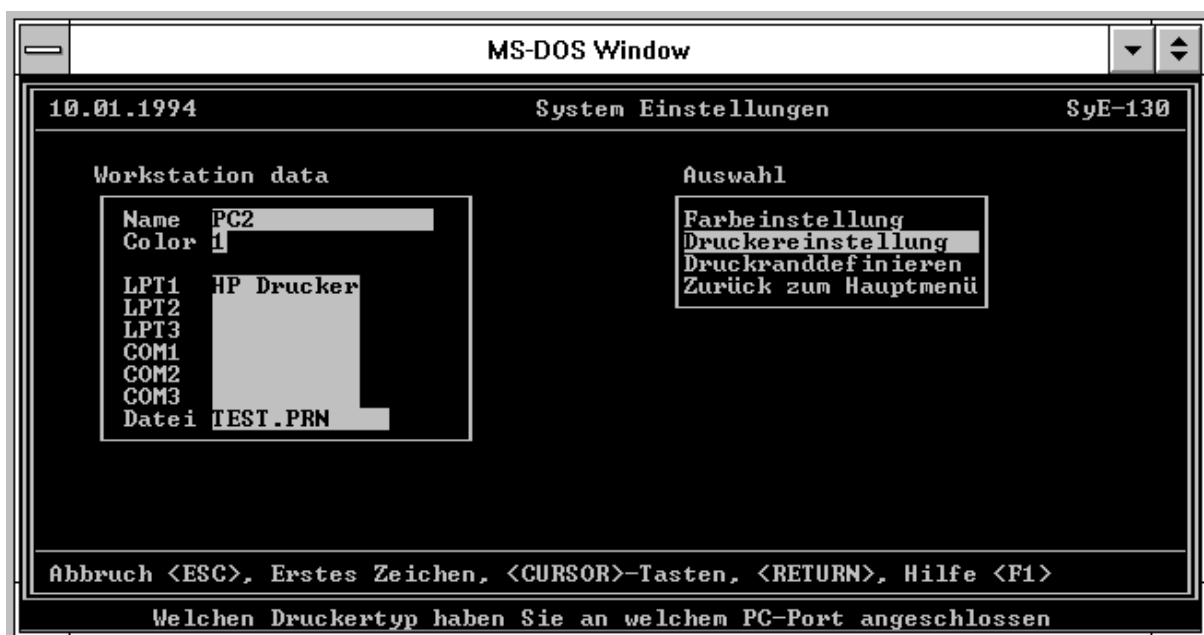 MS-DOS Window
10.01.1994 System Einstellungen SyE-130
Workstation data
Name PC2
Color 1
LPT1 HP Drucker
LPT2
LPT3
COM1
COM2
COM3
Datei TEST.PRN
Auswahl
Farbeinstellung
Druckereinstellung
Druckranddefinieren
Zurück zum Hauptmenü
Abbruch <ESC>, Erstes Zeichen, <CURSOR>-Tasten, <RETURN>, Hilfe <F1>
Welchen Druckertyp haben Sie an welchem PC-Port angeschlossen